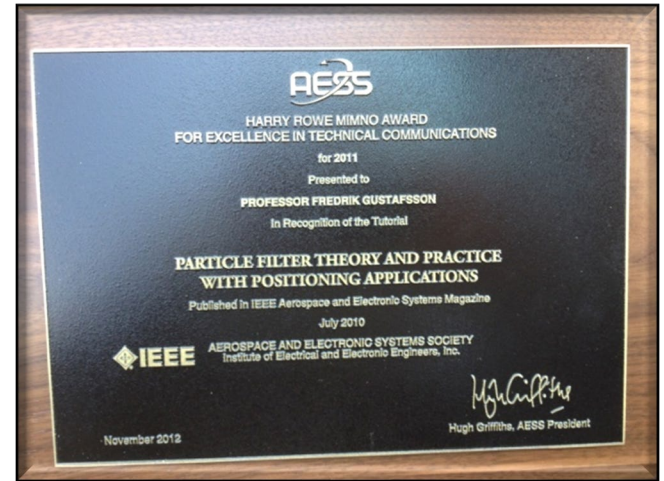 AESS
HARRY ROWE MIMNO AWARD
FOR EXCELLENCE IN TECHNICAL COMMUNICATIONS
for 2011
Presented to
PROFESSOR FREDRIK GUSTAFSSON
In Recognition of the Tutorial
PARTICLE FILTER THEORY AND PRACTICE
WITH POSITIONING APPLICATIONS
Published in IEEE Aerospace and Electronic Systems Magazine
July 2010
IEEE
AEROSPACE AND ELECTRONIC SYSTEMS SOCIETY
Institute of Electrical and Electronic Engineers, Inc.
Hugh Griffiths
Hugh Griffiths, AESS President
November 2012